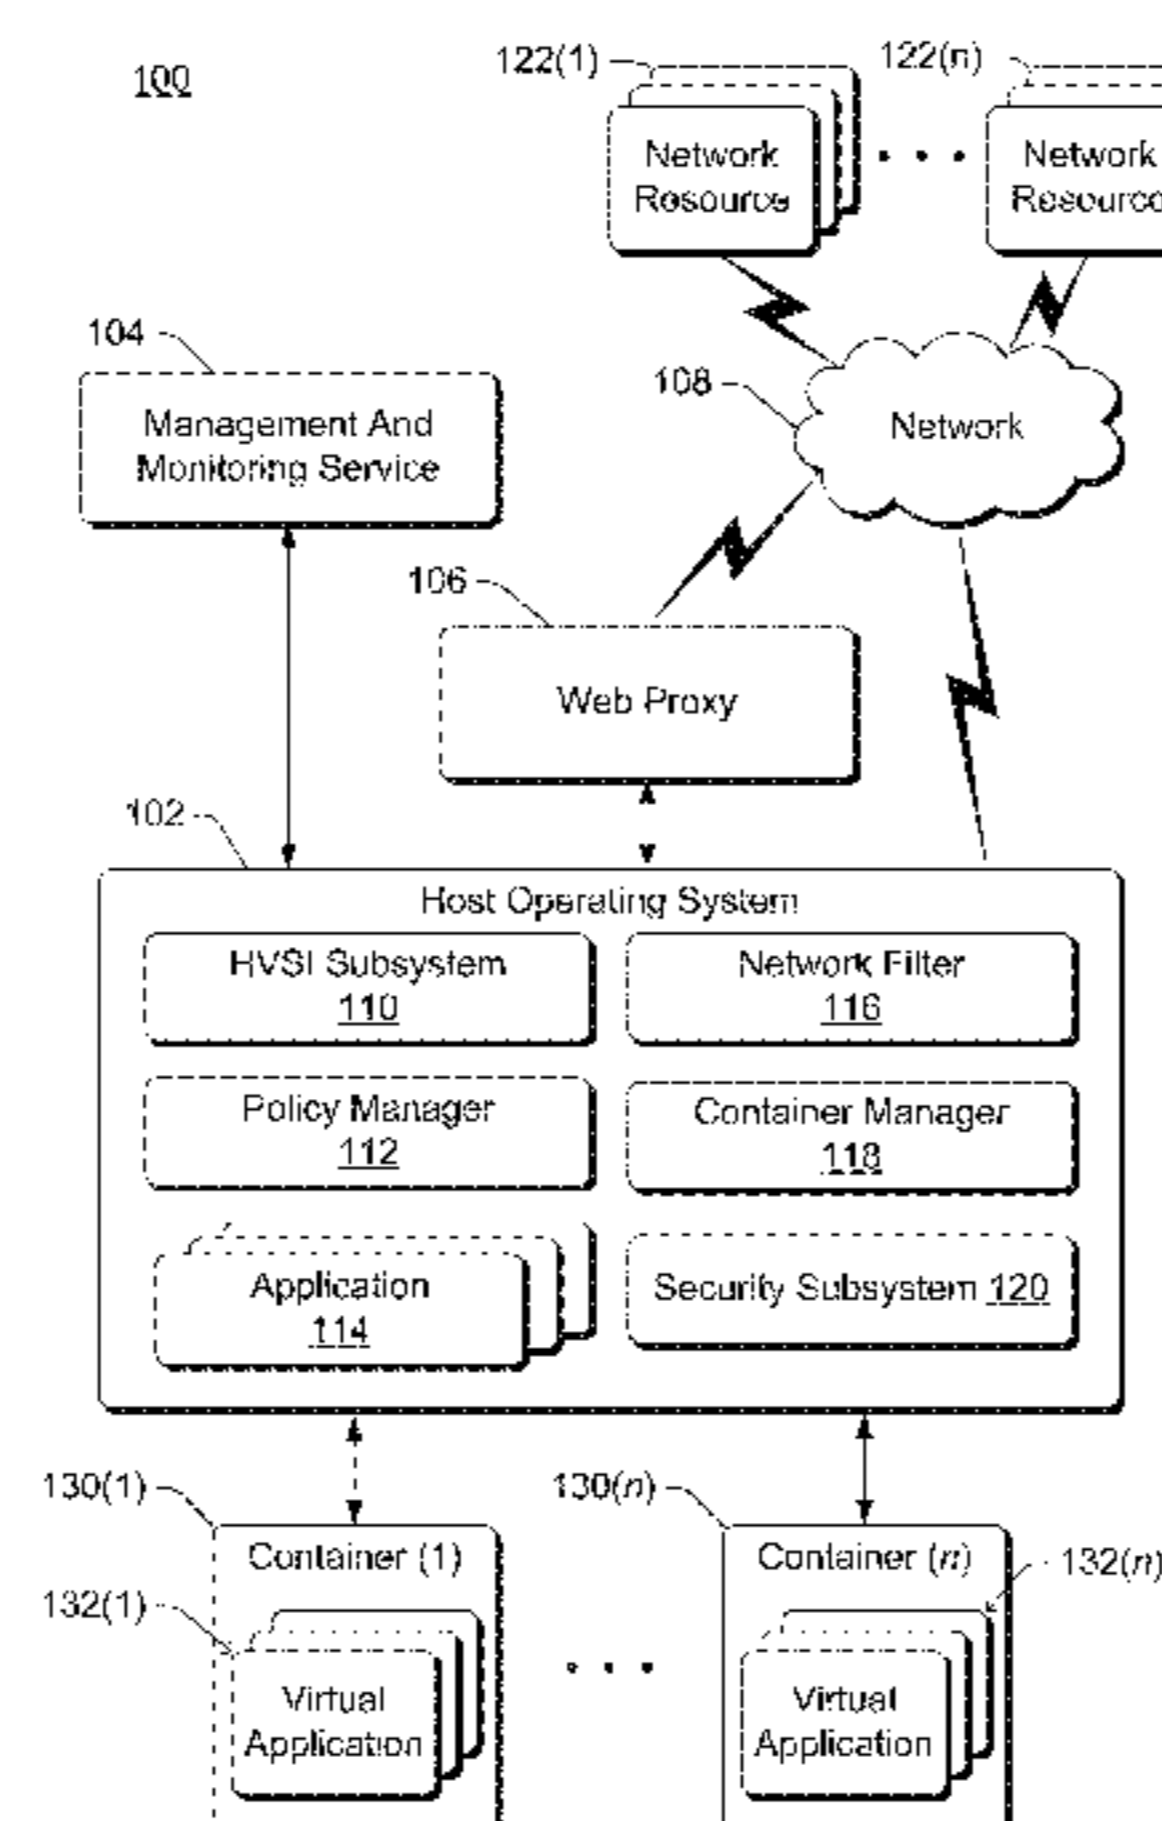 100
122(1)
122(n)
Network
Resource
Network
Resource
104
Management And
Monitoring Service
108
Network
106
Web Proxy
102
Host Operating System
HVSI Subsystem
110
Network Filter
116
Policy Manager
112
Container Manager
118
Application
114
Security Subsystem 120
130(1)
Container (1)
130(n)
Container (n)
132(n)
132(1)
Virtual
Application
Virtual
Application